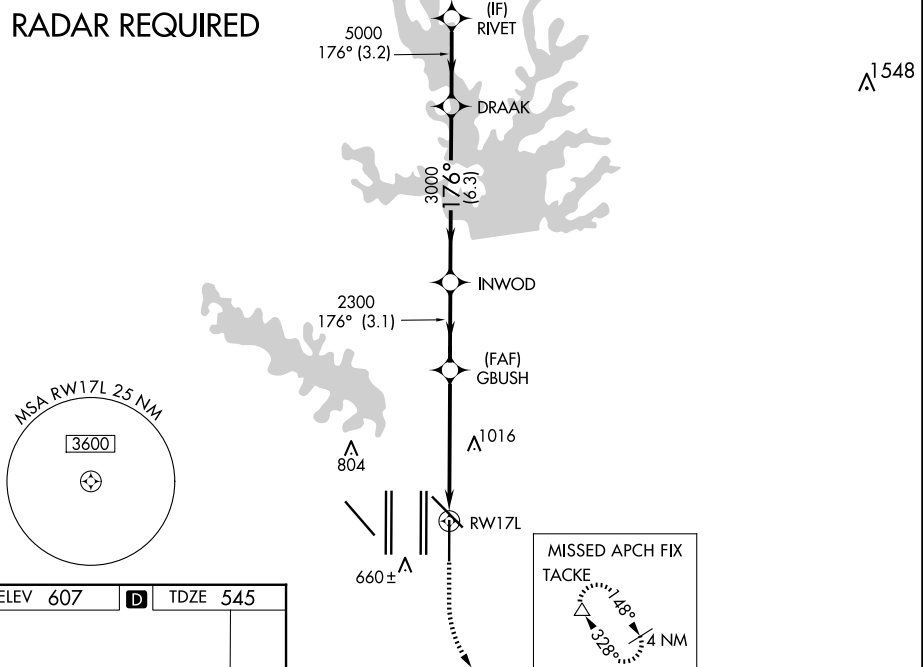 RADAR REQUIRED
(IF)
RIVET
5000
176° (3.2)
1548
DRAAK
3000
176°
(6.3)
INWOD
2300
176° (3.1)
(FAF)
GBUSH
MSA RW17L 25 NM
3600
1016
804
RW17L
660±
MISSED APCH FIX
TACKE
148°
328°
4 NM
ELEV 607 D TDZE 545